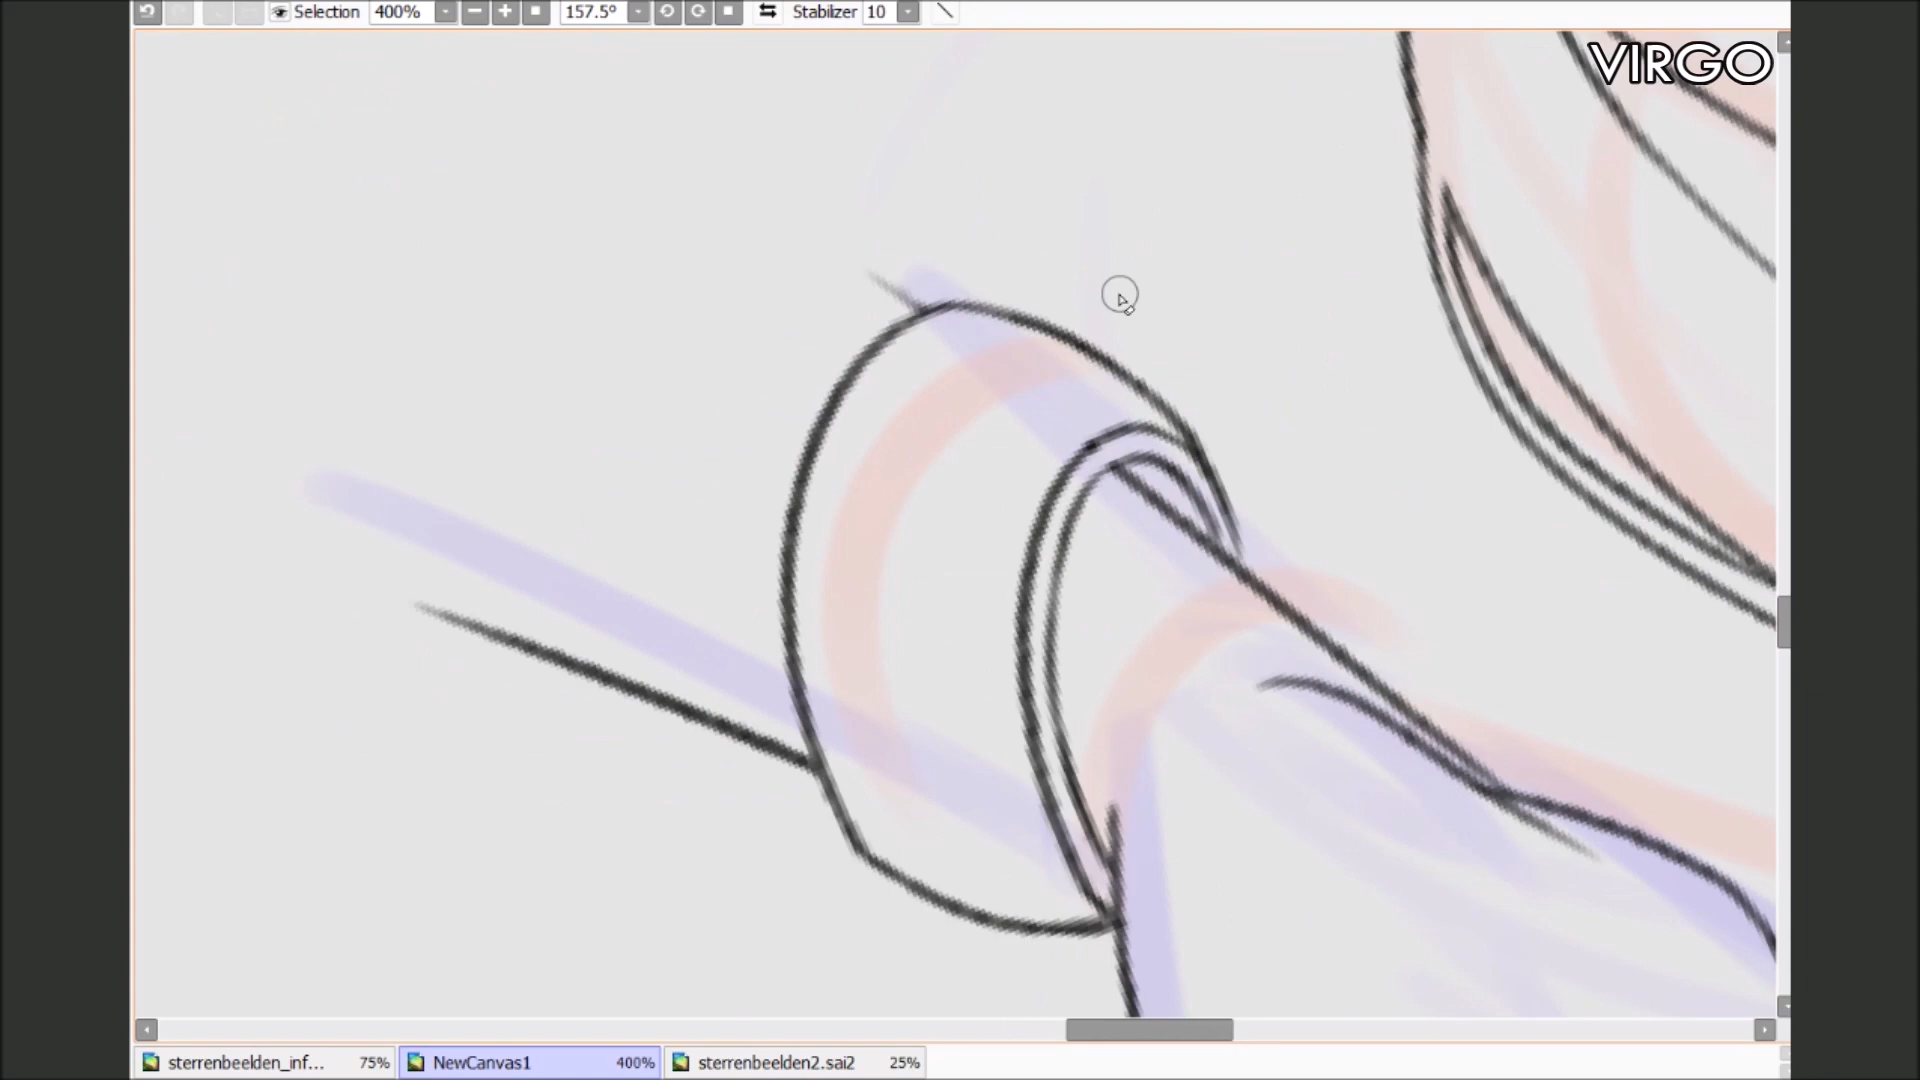 Selection 400% 157.5° Stabilizer 10
VIRGO
sterrenbeelden_inf... 75% NewCanvas1 400% sterrenbeelden2.sai2 25%